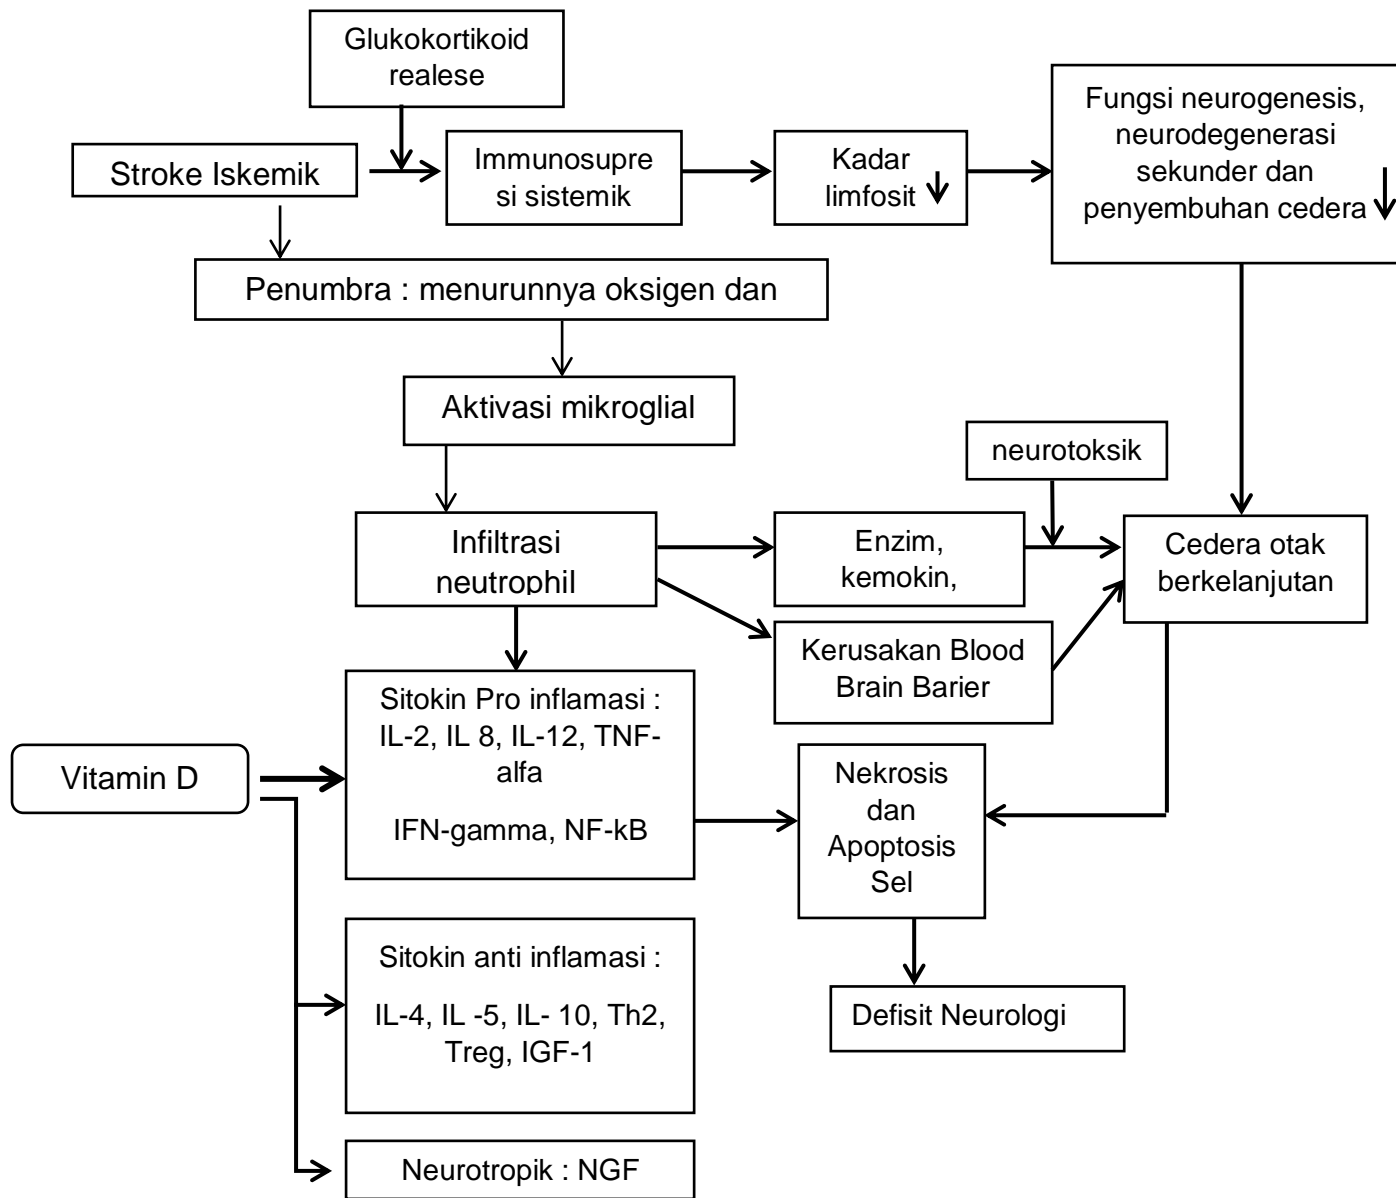 Glukokortikoid
realese
Fungsi neurogenesis,
neurodegenerasi
sekunder dan
penyembuhan cedera
Stroke Iskemik
Immunosupre
si sistemik
Kadar
limfosit
Penumbra : menurunnya oksigen dan
Aktivasi mikroglial
neurotoksik
Infiltrasi
neutrophil
Enzim,
kemokin,
Cedera otak
berkelanjutan
Kerusakan Blood
Brain Barier
Sitokin Pro inflamasi :
IL-2, IL 8, IL-12, TNF-
alfa
IFN-gamma, NF-kB
Vitamin D
Nekrosis
dan
Apoptosis
Sel
Sitokin anti inflamasi :
IL-4, IL -5, IL- 10, Th2,
Treg, IGF-1
Defisit Neurologi
Neurotropik : NGF